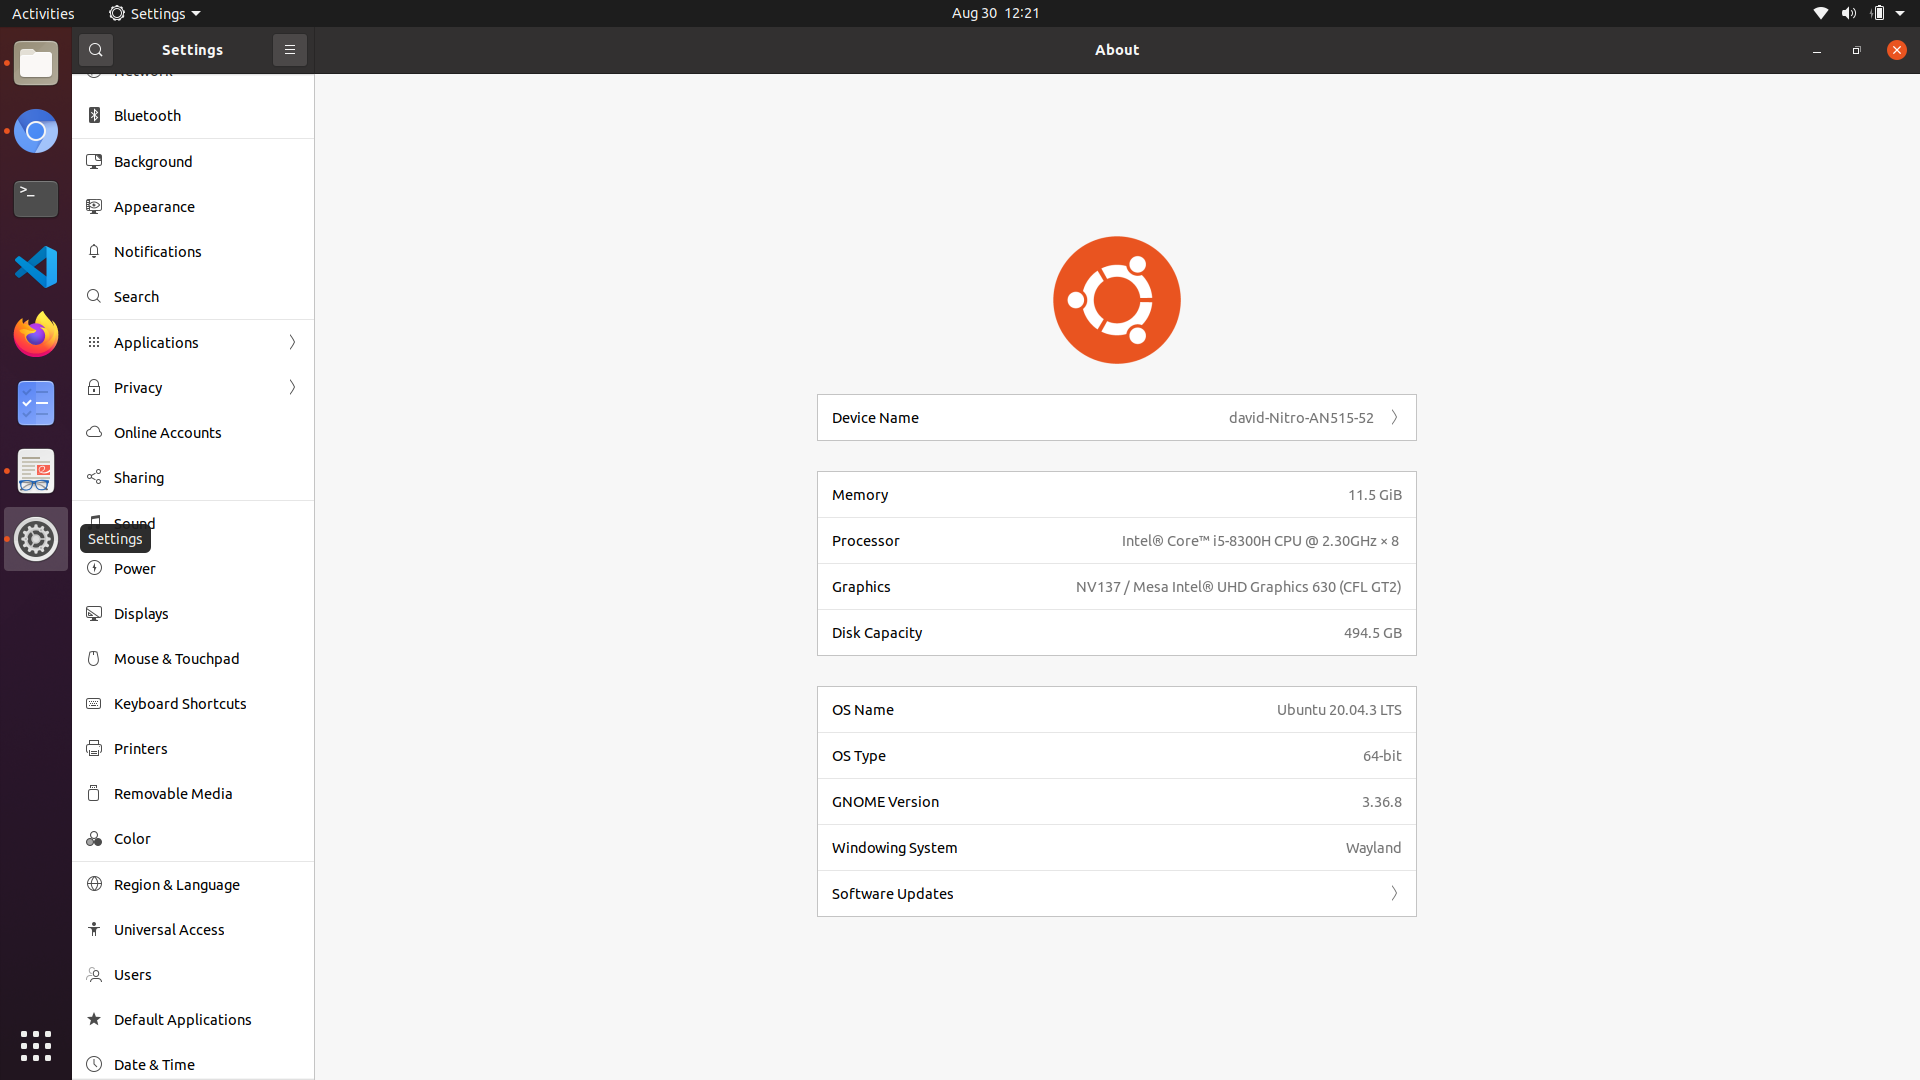 Activities
Settings
Aug 30 12:21
Settings
About
Network
Bluetooth
Background
Appearance
Notifications
Search
Applications
Privacy
Online Accounts
Sharing
Sound
Settings
Power
Displays
Mouse & Touchpad
Keyboard Shortcuts
Printers
Removable Media
Color
Region & Language
Universal Access
Users
Default Applications
Date & Time
Device Name david-Nitro-AN515-52
Memory 11.5 GiB
Processor Intel® Core™ i5-8300H CPU @ 2.30GHz × 8
Graphics NV137 / Mesa Intel® UHD Graphics 630 (CFL GT2)
Disk Capacity 494.5 GB
OS Name Ubuntu 20.04.3 LTS
OS Type 64-bit
GNOME Version 3.36.8
Windowing System Wayland
Software Updates